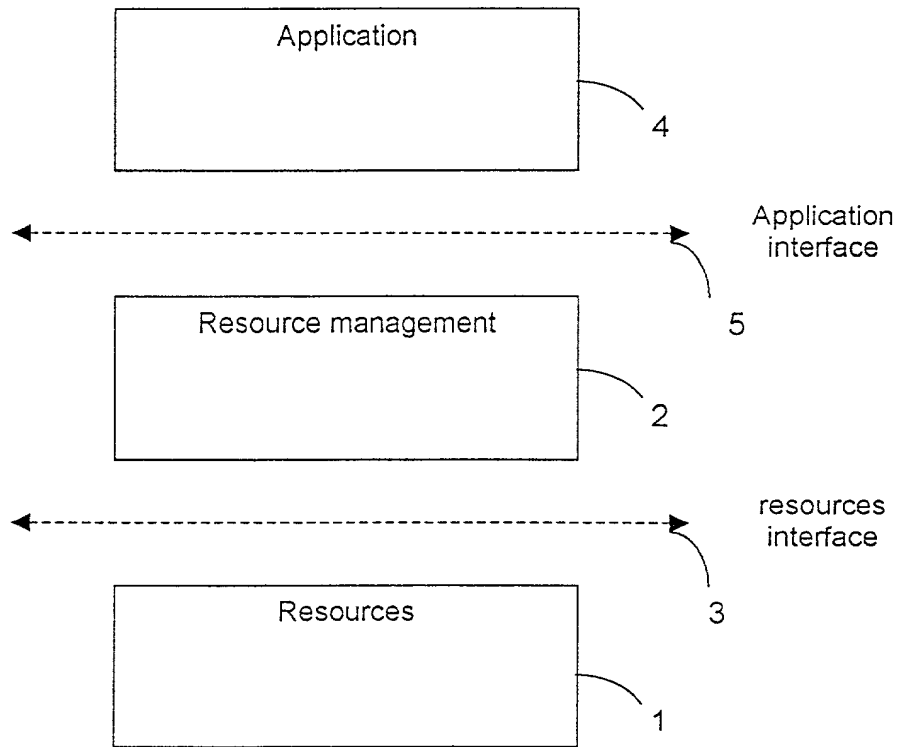 Application
4
Application
interface
5
Resource management
2
resources
interface
3
Resources
1